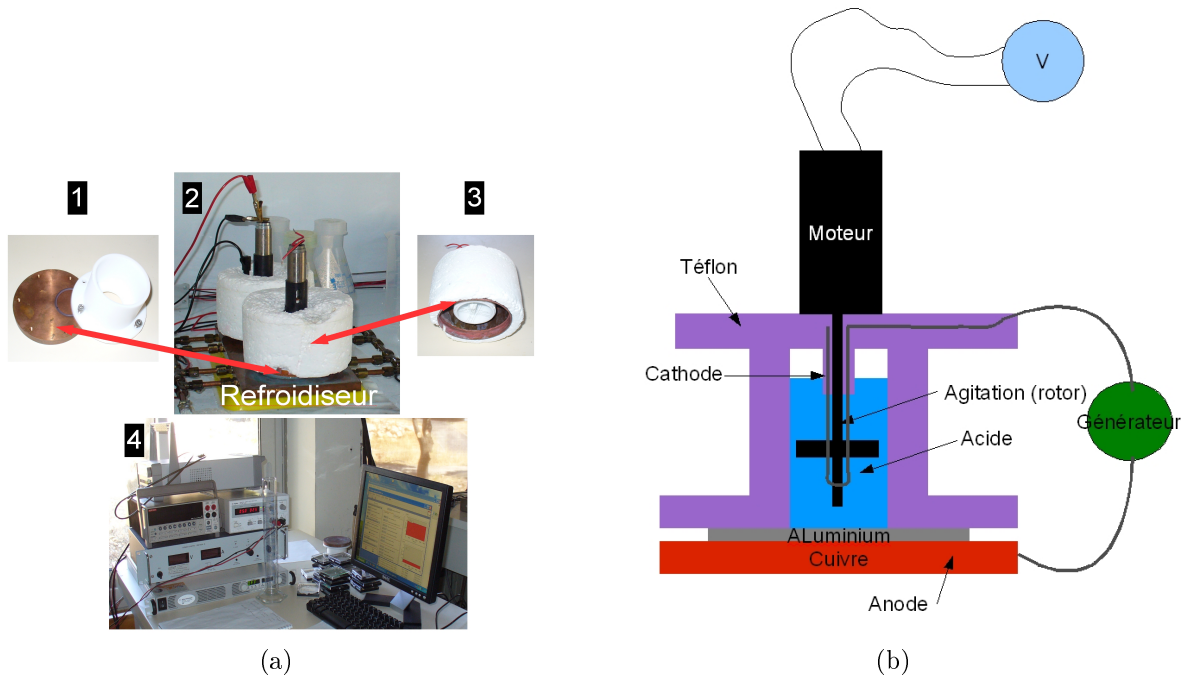 1
2
3
Refroidiseur
4
(a)
V
Moteur
Téflon
Cathode
Agitation (rotor)
Acide
Générateur
ALuminium
Cuivre
Anode
(b)